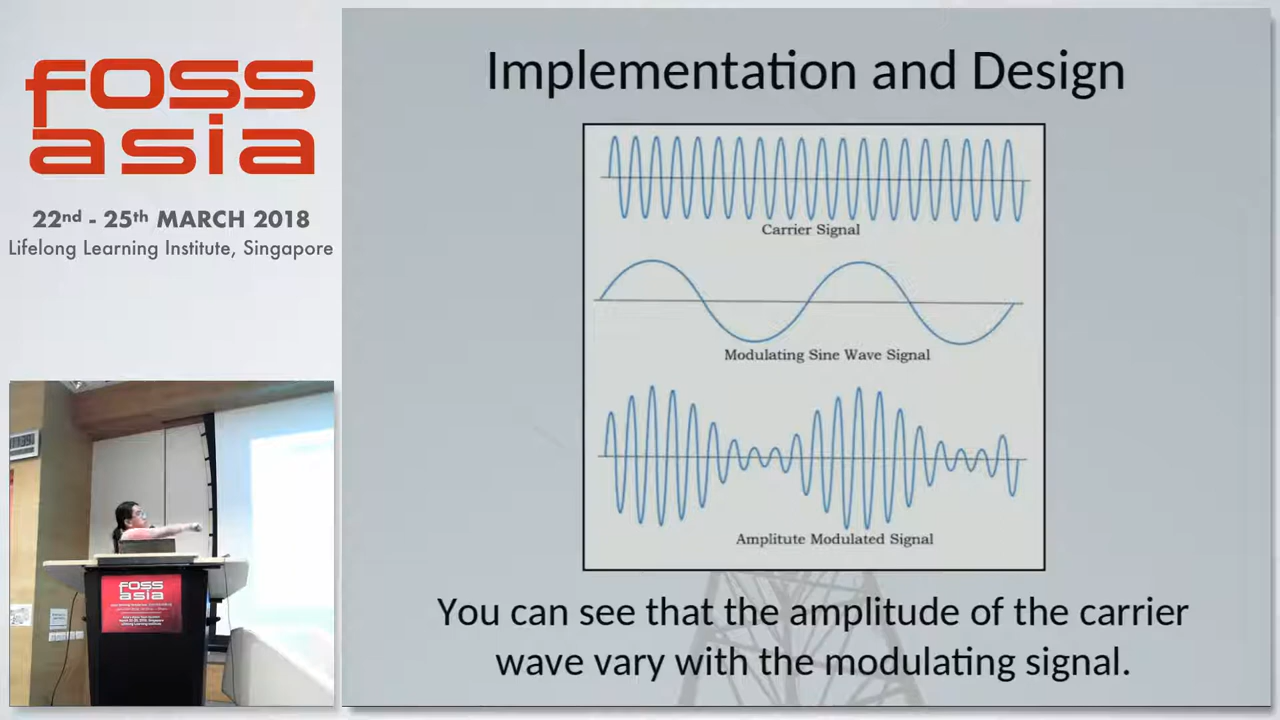 foss
asia
22nd - 25th MARCH 2018
Lifelong Learning Institute, Singapore
Implementation and Design
Carrier Signal
Modulating Sine Wave Signal
Amplitute Modulated Signal
You can see that the amplitude of the carrier
wave vary with the modulating signal.
foss
asia